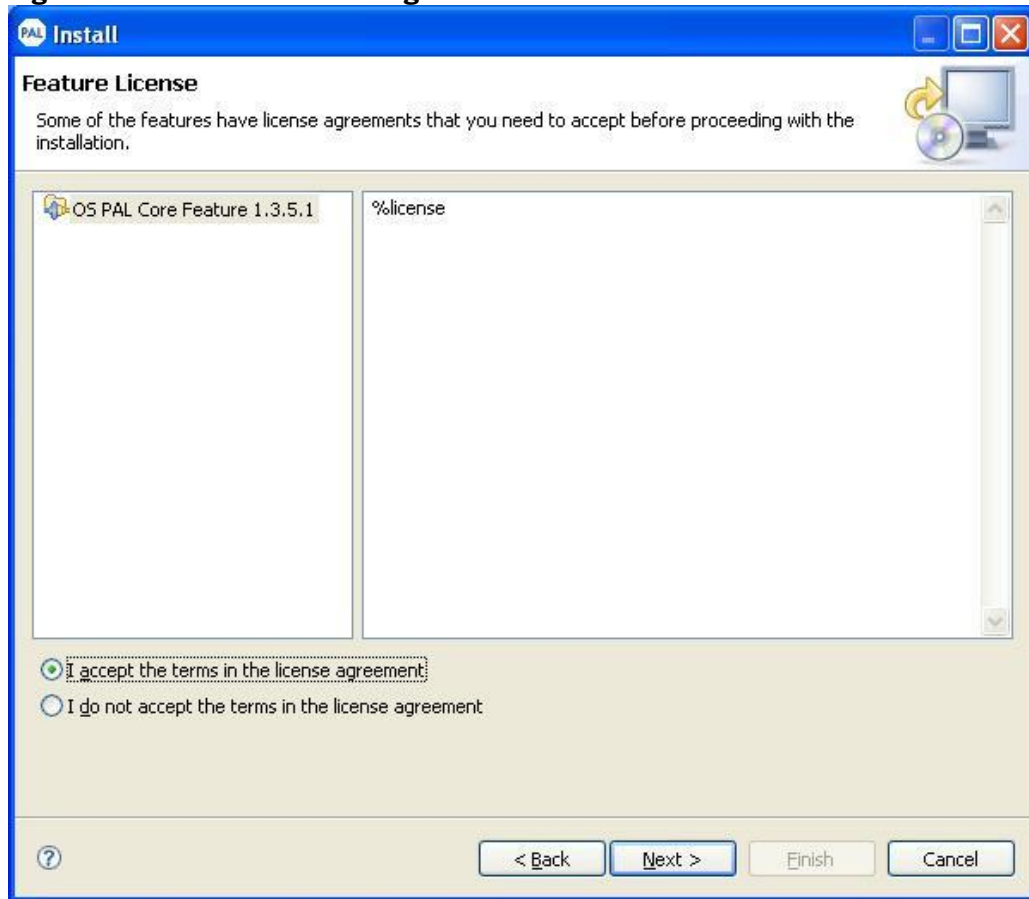 PAL Install
Feature License
Some of the features have license agreements that you need to accept before proceeding with the
installation.
OS PAL Core Feature 1.3.5.1
%license
I accept the terms in the license agreement
I do not accept the terms in the license agreement
?
< Back
Next >
Finish
Cancel